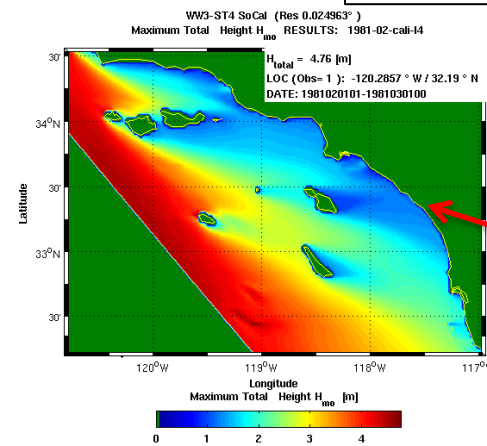 WW3-ST4 SoCal (Res 0.024963°)
Maximum Total Height Hmo RESULTS: 1981-02-cali-l4
Htotal = 4.76 [m]
LOC (Obs= 1 ): -120.2857 ° W / 32.19 ° N
DATE: 1981020101-1981030100
30'
34°N
30'
33°N
30'
Latitude
120°W 119°W 118°W 117°
Longitude
Maximum Total Height Hmo [m]
0 1 2 3 4